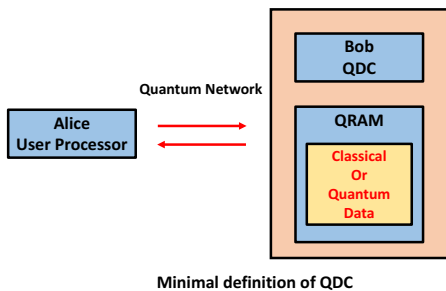 Bob
QDC
Quantum Network
Alice
User Processor
QRAM
Classical
Or
Quantum
Data
Minimal definition of QDC